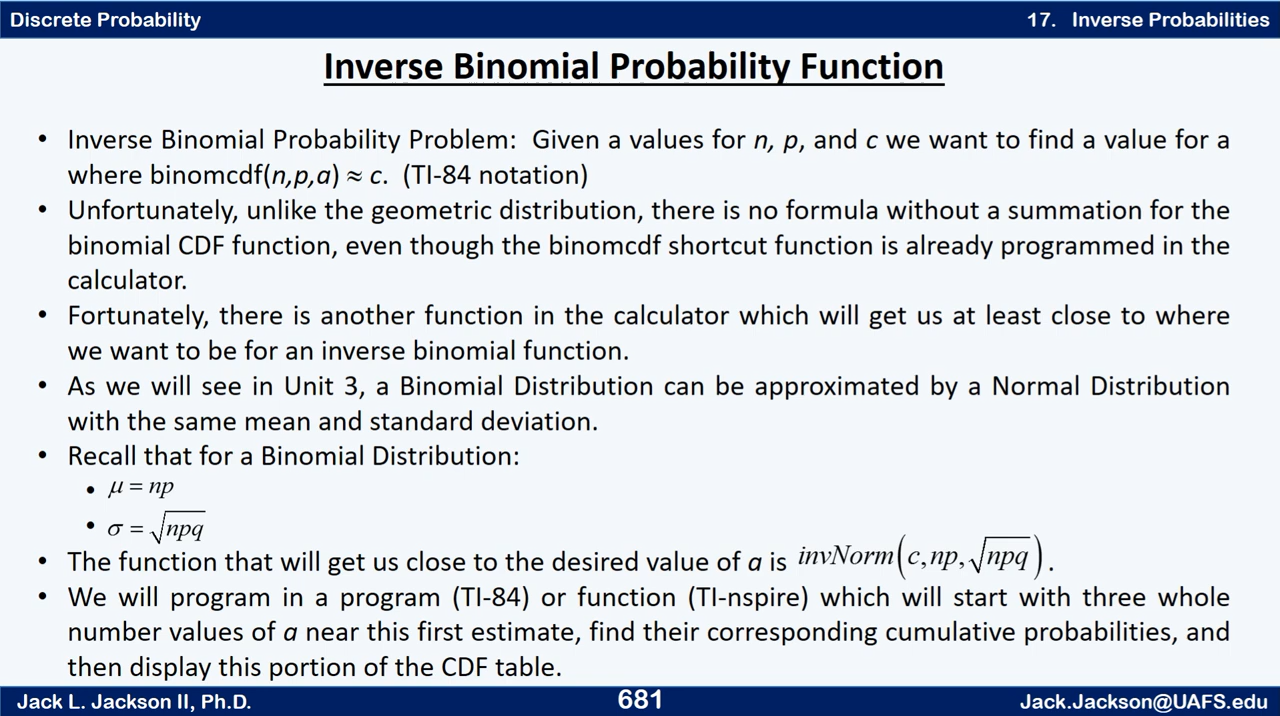 Discrete Probability
17. Inverse Probabilities
Inverse Binomial Probability Function
• Inverse Binomial Probability Problem: Given a values for n, p, and c we want to find a value for a
where binomcdf(n,p,a) ≈ c. (TI-84 notation)
• Unfortunately, unlike the geometric distribution, there is no formula without a summation for the
binomial CDF function, even though the binomcdf shortcut function is already programmed in the
calculator.
• Fortunately, there is another function in the calculator which will get us at least close to where
we want to be for an inverse binomial function.
• As we will see in Unit 3, a Binomial Distribution can be approximated by a Normal Distribution
with the same mean and standard deviation.
• Recall that for a Binomial Distribution:
• μ = np
• σ = √npq
• The function that will get us close to the desired value of a is invNorm(c, np, √npq).
• We will program in a program (TI-84) or function (TI-nspire) which will start with three whole
number values of a near this first estimate, find their corresponding cumulative probabilities, and
then display this portion of the CDF table.
Jack L. Jackson II, Ph.D.
681
Jack.Jackson@UAFS.edu